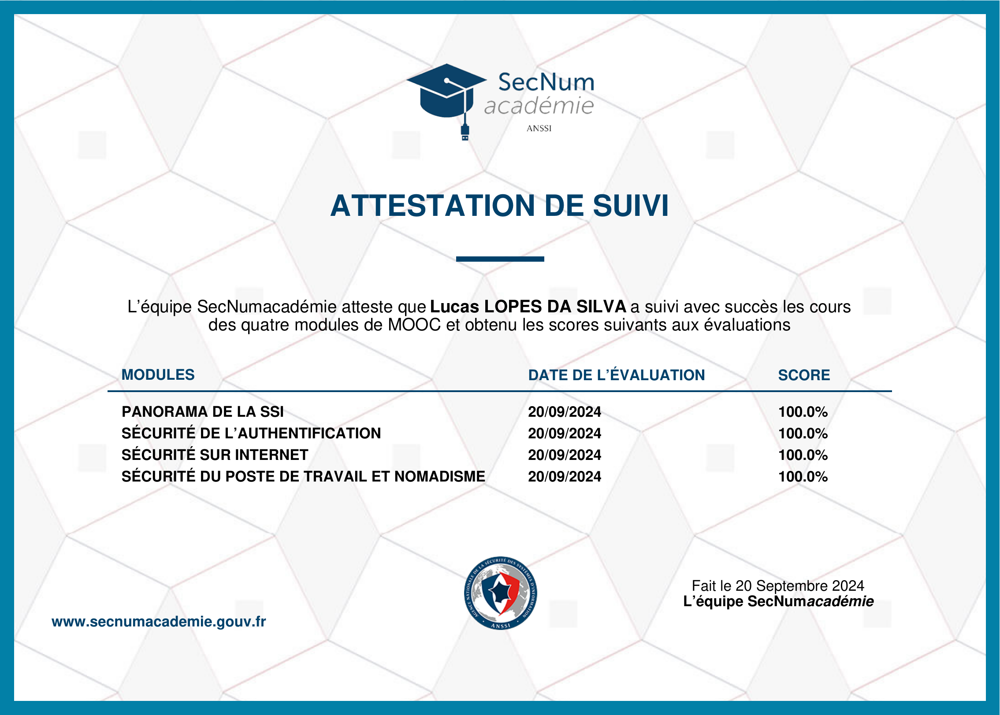 SecNum
académie
ANSSI
ATTESTATION DE SUIVI
L’équipe SecNumacadémie atteste que Lucas LOPES DA SILVA a suivi avec succès les cours
des quatre modules de MOOC et obtenu les scores suivants aux évaluations
MODULES DATE DE L’ÉVALUATION SCORE
PANORAMA DE LA SSI 20/09/2024 100.0%
SÉCURITÉ DE L’AUTHENTIFICATION 20/09/2024 100.0%
SÉCURITÉ SUR INTERNET 20/09/2024 100.0%
SÉCURITÉ DU POSTE DE TRAVAIL ET NOMADISME 20/09/2024 100.0%
AGENCE NATIONALE DE LA SÉCURITÉ DES SYSTÈMES D’INFORMATION
ANSSI
Fait le 20 Septembre 2024
L’équipe SecNumacadémie
www.secnumacademie.gouv.fr